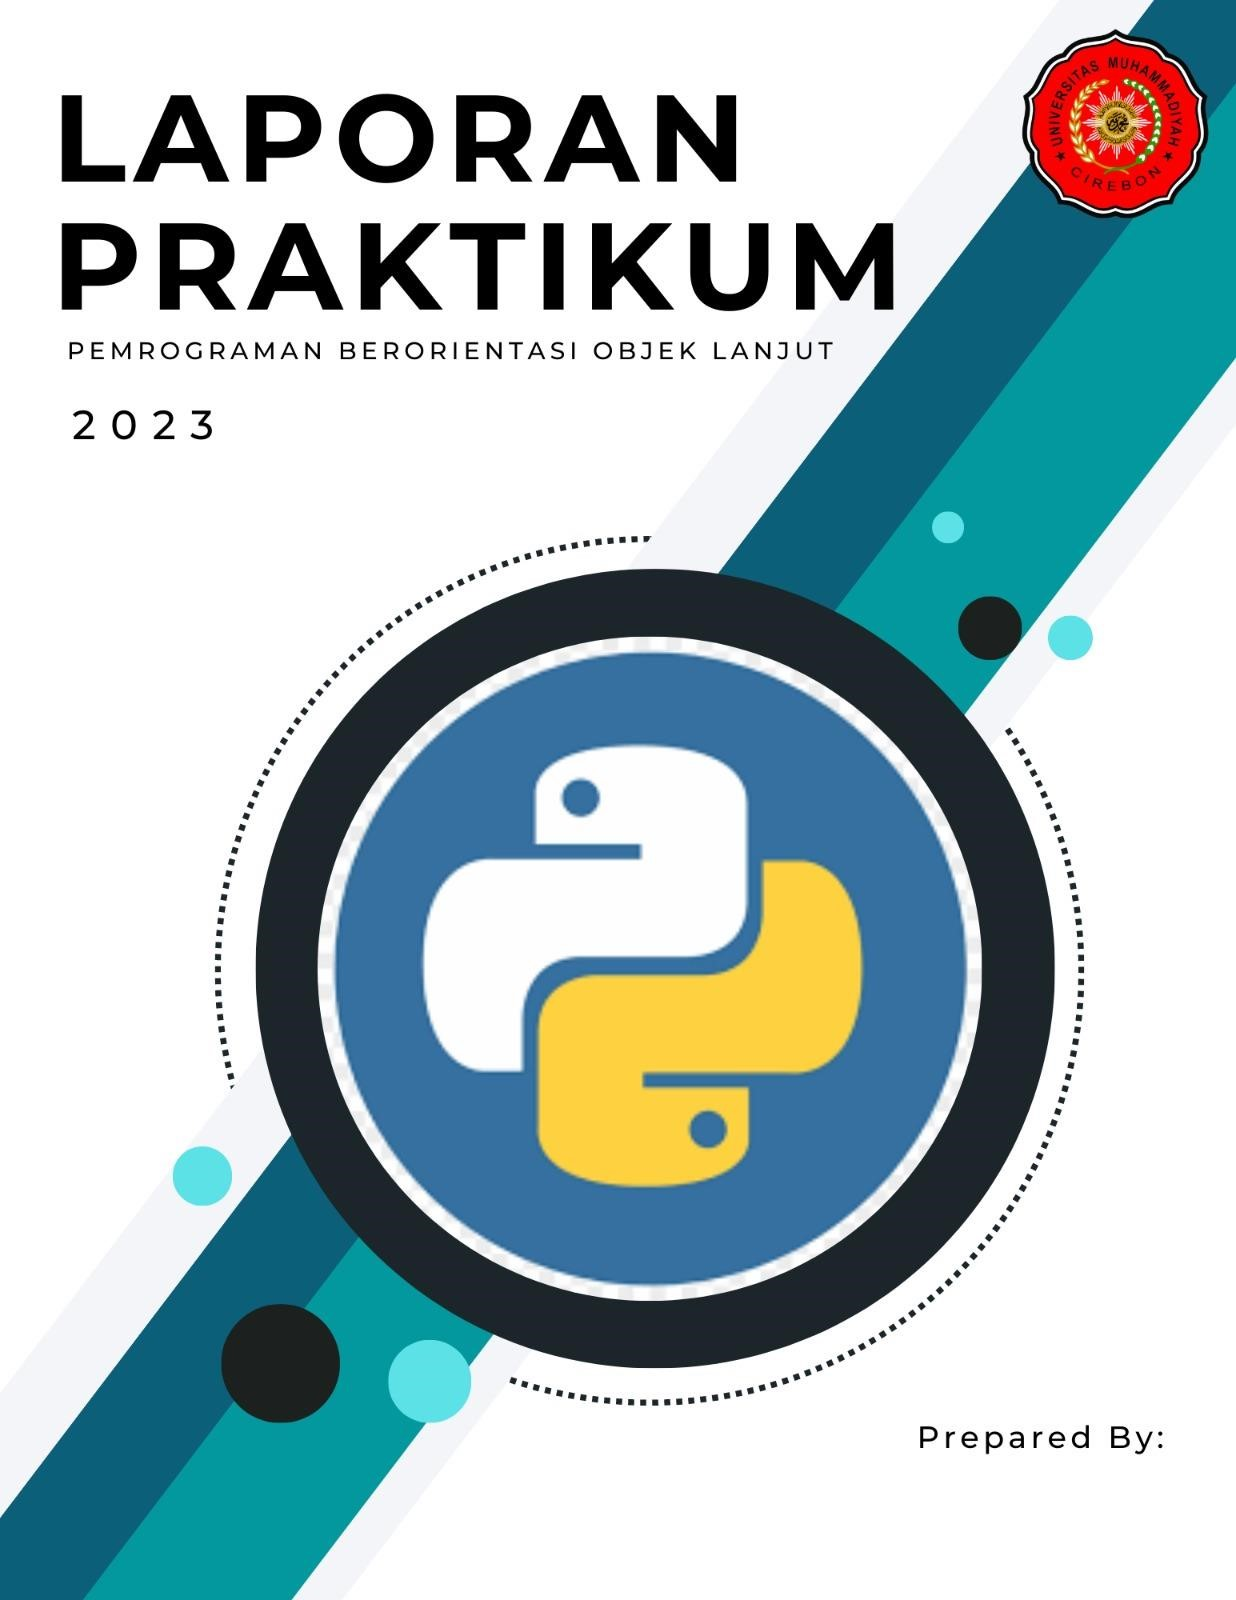 LAPORAN
PRAKTIKUM
PEMROGRAMAN BERORIENTASI OBJEK LANJUT
2023
★ UNIVERSITAS MUHAMMADIYAH ★
CIREBON
Prepared By: